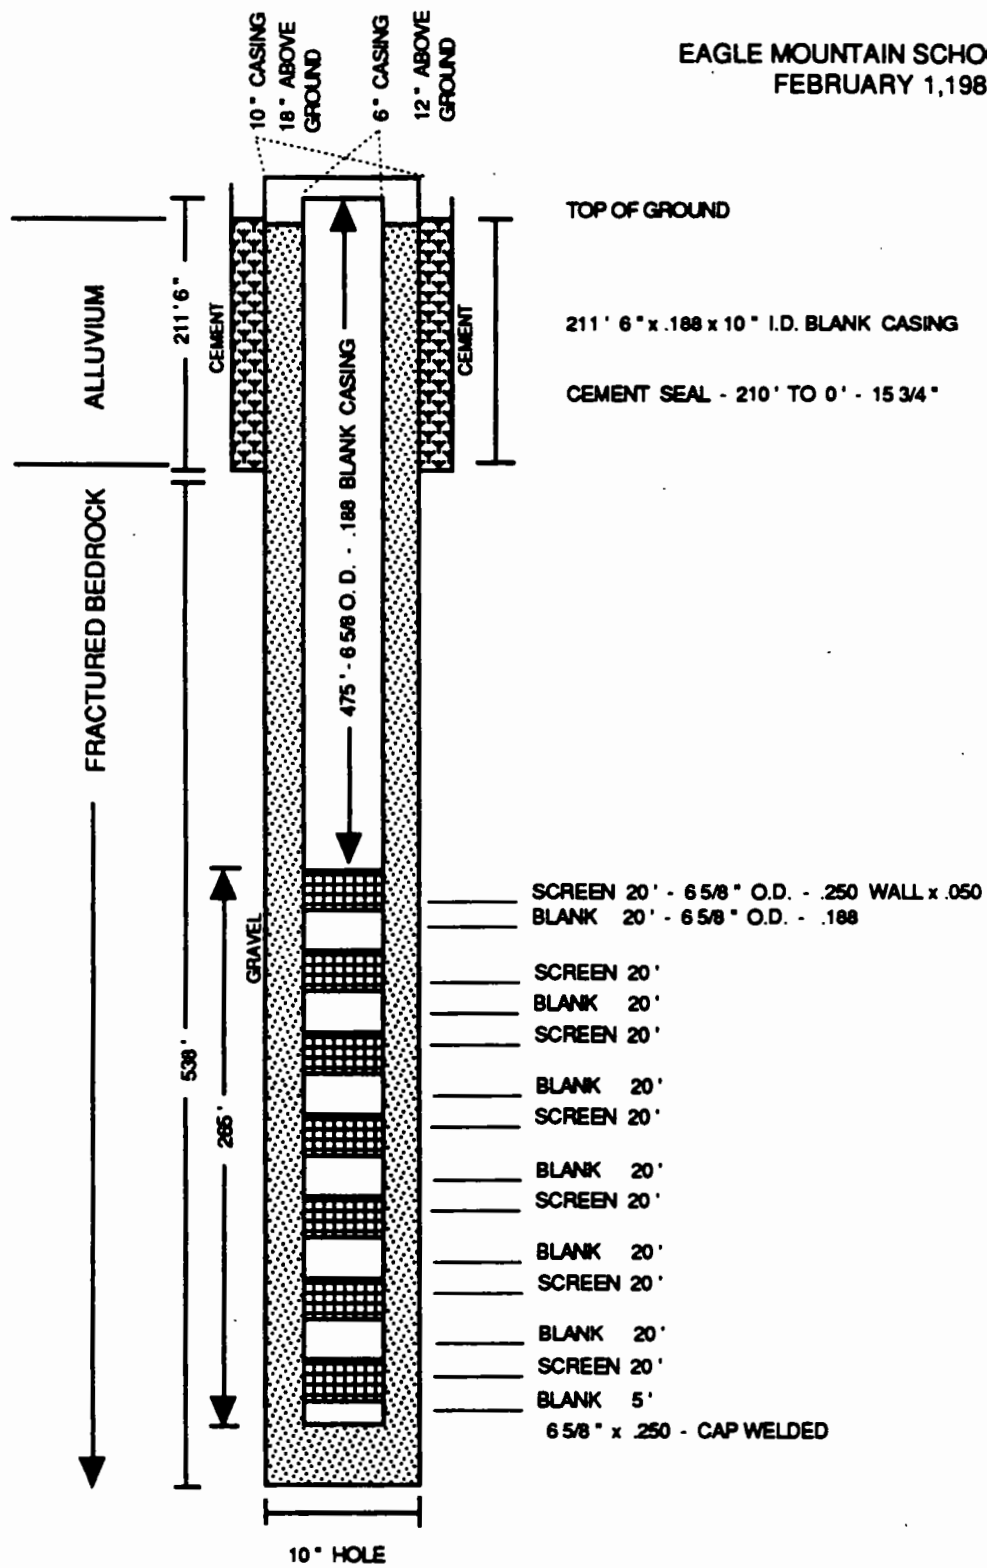 EAGLE MOUNTAIN SCHO
FEBRUARY 1,198
10" CASING
18" ABOVE
GROUND
6" CASING
12" ABOVE
GROUND
TOP OF GROUND
ALLUVIUM
211'6"
CEMENT
CEMENT
211' 6" x .188 x 10" I.D. BLANK CASING
CEMENT SEAL - 210' TO 0' - 15 3/4"
475' - 6 5/8 O.D. - .188 BLANK CASING
FRACTURED BEDROCK
538'
265'
GRAVEL
SCREEN 20' - 6 5/8" O.D. - .250 WALL x .050
BLANK 20' - 6 5/8" O.D. - .188
SCREEN 20'
BLANK 20'
SCREEN 20'
BLANK 20'
SCREEN 20'
BLANK 20'
SCREEN 20'
BLANK 20'
SCREEN 20'
BLANK 20'
SCREEN 20'
BLANK 5'
6 5/8" x .250 - CAP WELDED
10" HOLE